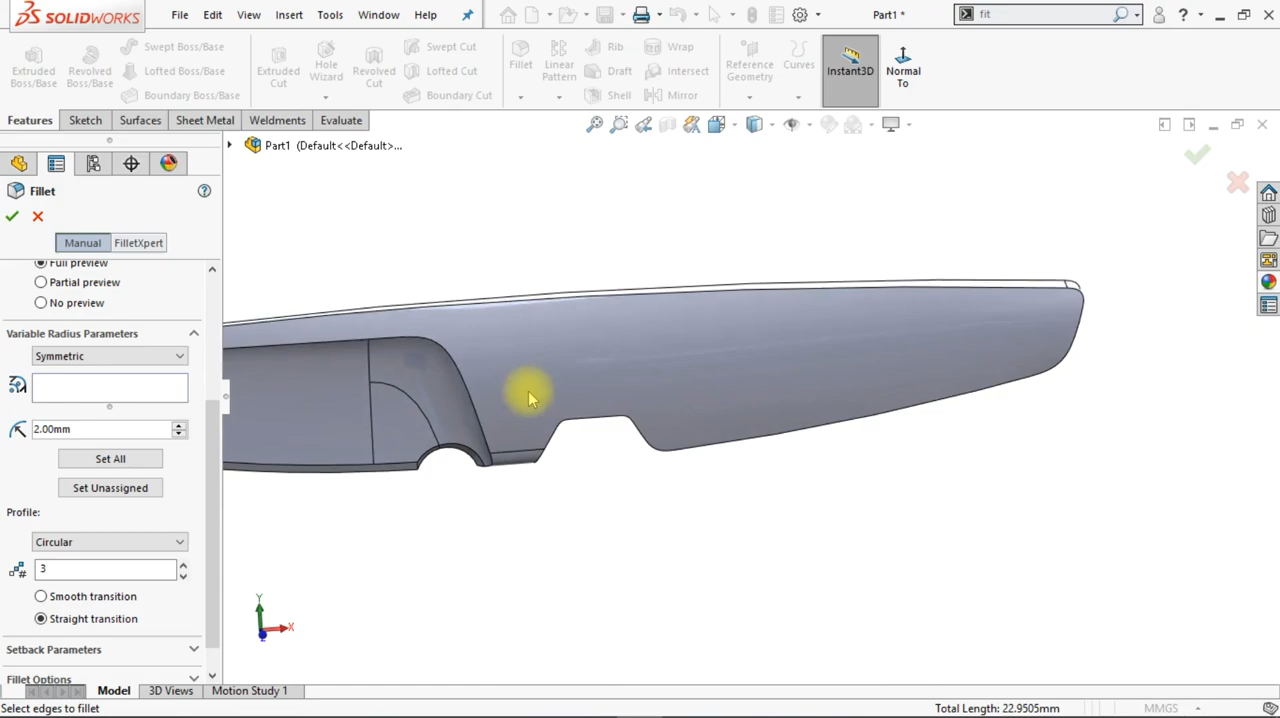 SOLIDWORKS File Edit View Insert Tools Window Help Part1 * fit ?
Extruded Boss/Base
Revolved Boss/Base
Swept Boss/Base
Lofted Boss/Base
Boundary Boss/Base
Extruded Cut
Hole Wizard
Revolved Cut
Swept Cut
Lofted Cut
Boundary Cut
Fillet
Linear Pattern
Rib
Draft
Shell
Wrap
Intersect
Mirror
Reference Geometry
Curves
Instant3D
Normal To
Features Sketch Surfaces Sheet Metal Weldments Evaluate
Part1 (Default<<Default>...
Fillet
Manual FilletXpert
Full preview
Partial preview
No preview
Variable Radius Parameters
Symmetric
2.00mm
Set All
Set Unassigned
Profile:
Circular
3
Smooth transition
Straight transition
Setback Parameters
Fillet Options
Y
X
Z
Model 3D Views Motion Study 1
Select edges to fillet Total Length: 22.9505mm MMGS